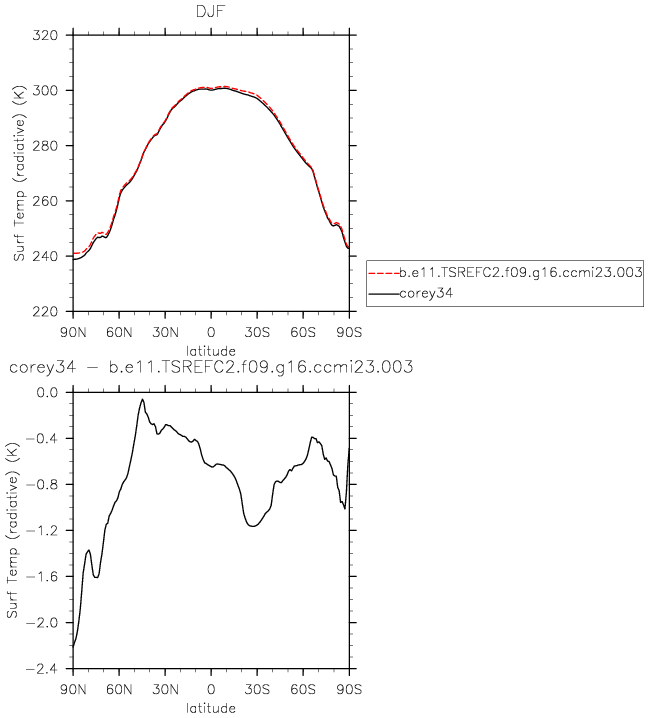 DJF
320
300
280
260
240
220
Surf Temp (radiative) (K)
90N 60N 30N 0 30S 60S 90S
latitude
b.e11.TSREFC2.f09.g16.ccmi23.003
corey34
corey34 − b.e11.TSREFC2.f09.g16.ccmi23.003
0.0
−0.4
−0.8
−1.2
−1.6
−2.0
−2.4
Surf Temp (radiative) (K)
90N 60N 30N 0 30S 60S 90S
latitude